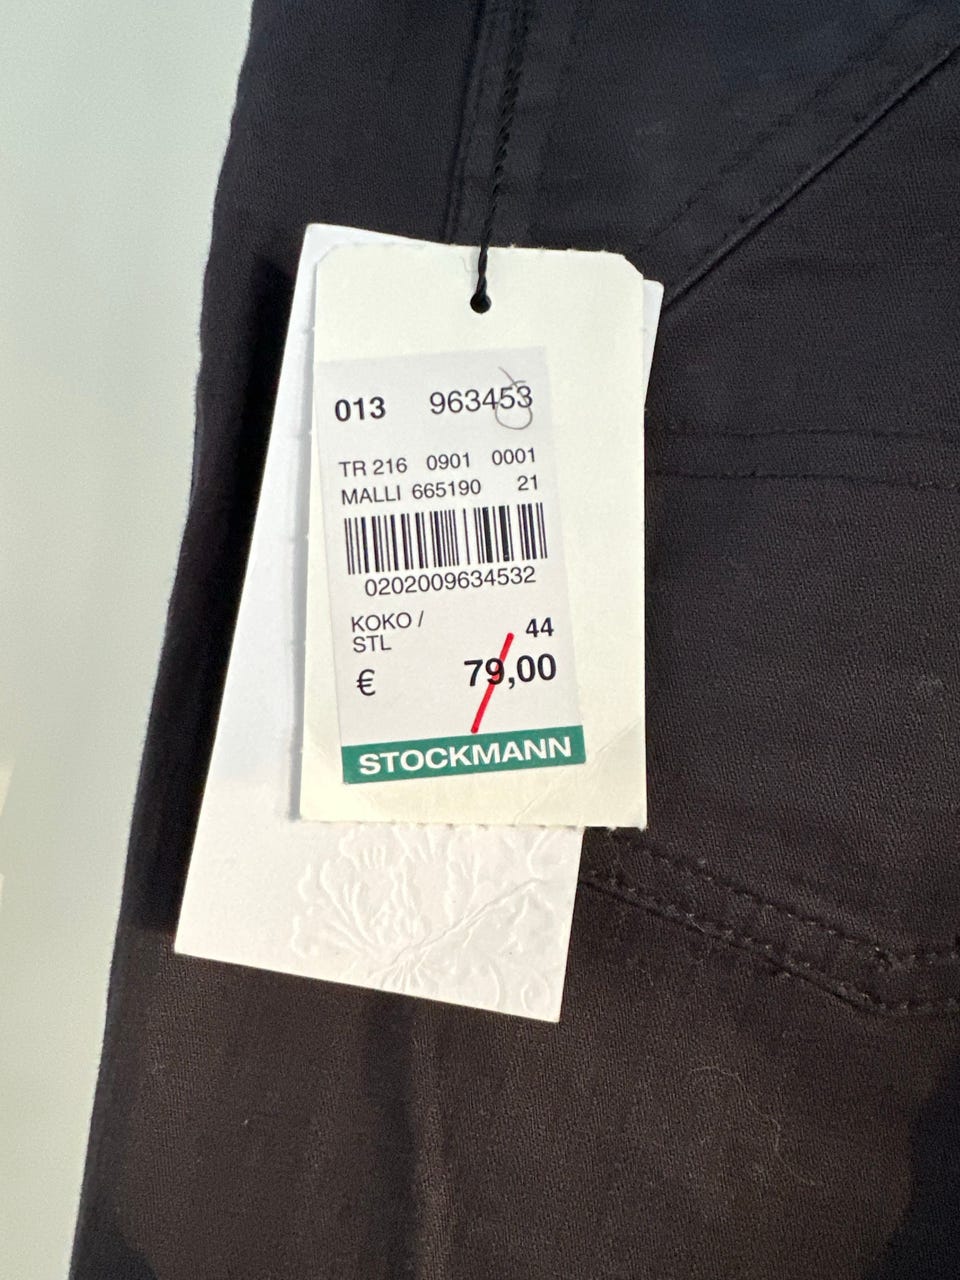 013 963453
TR 216 0901 0001
MALLI 665190 21
0202009634532
KOKO /
STL 44
€ 79,00
STOCKMANN